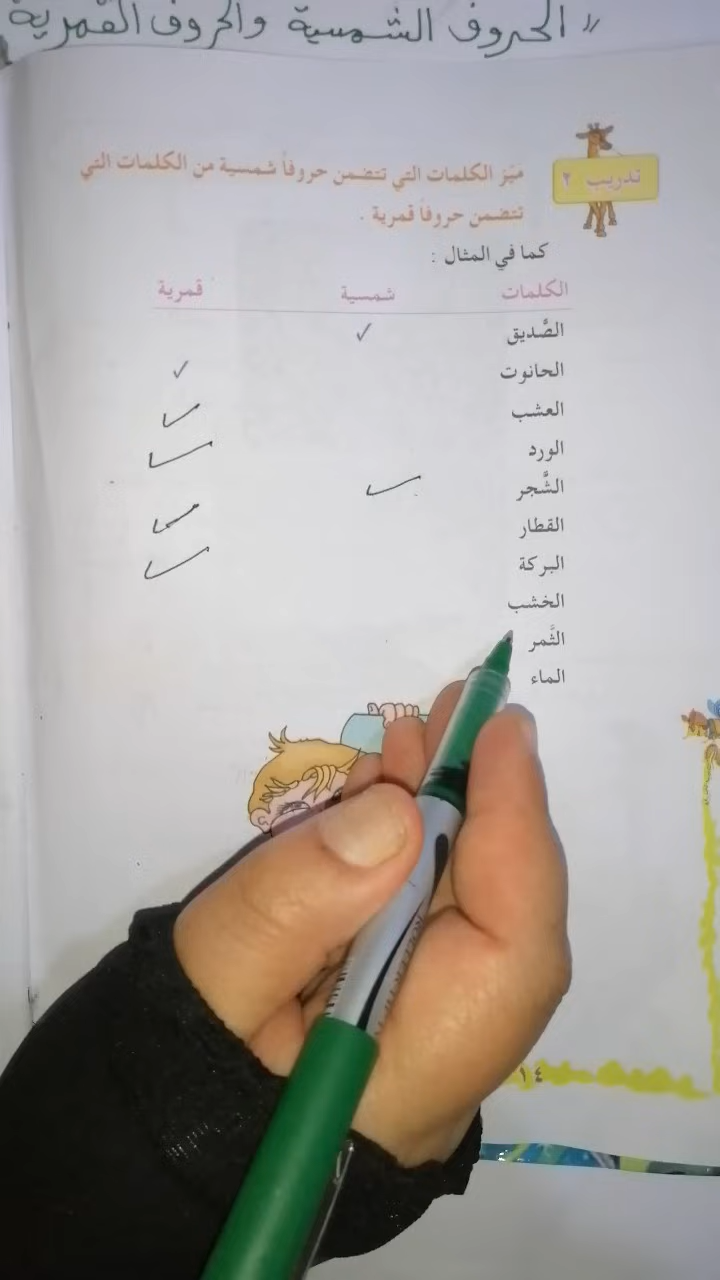 " الحروف الشمسية والحروف القمرية
تدريب ٢
ميّز الكلمات التي تتضمن حروفاً شمسية من الكلمات التي
تتضمن حروفاً قمرية .
كما في المثال :
الكلمات شمسية قمرية
الصَّديق ✓
الحانوت ✓
العشب ✓
الورد ✓
الشَّجر ✓
القطار ✓
البركة ✓
الخشب
الثَّمر
الماء
١٤